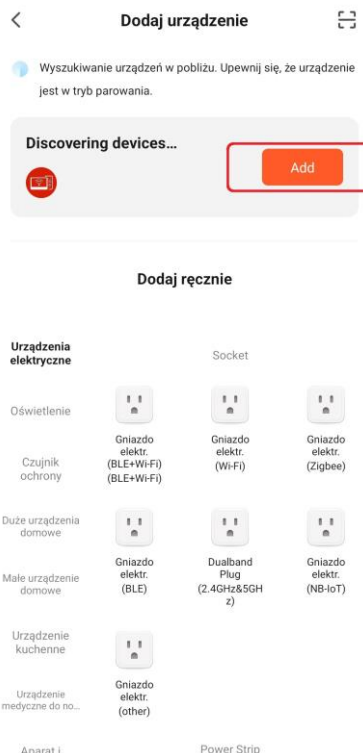 Dodaj urządzenie
Wyszukiwanie urządzeń w pobliżu. Upewnij się, że urządzenie
jest w tryb parowania.
Discovering devices...
Add
Dodaj ręcznie
Urządzenia
elektryczne
Oświetlenie
Czujnik
ochrony
Duże urządzenia
domowe
Małe urządzenie
domowe
Urządzenie
kuchenne
Urządzenie
medyczne do no...
Aparat i
Socket
Gniazdo
elektr.
(BLE+Wi-Fi)
(BLE+Wi-Fi)
Gniazdo
elektr.
(Wi-Fi)
Gniazdo
elektr.
(Zigbee)
Gniazdo
elektr.
(BLE)
Dualband
Plug
(2.4GHz&5GH
z)
Gniazdo
elektr.
(NB-IoT)
Gniazdo
elektr.
(other)
Power Strip